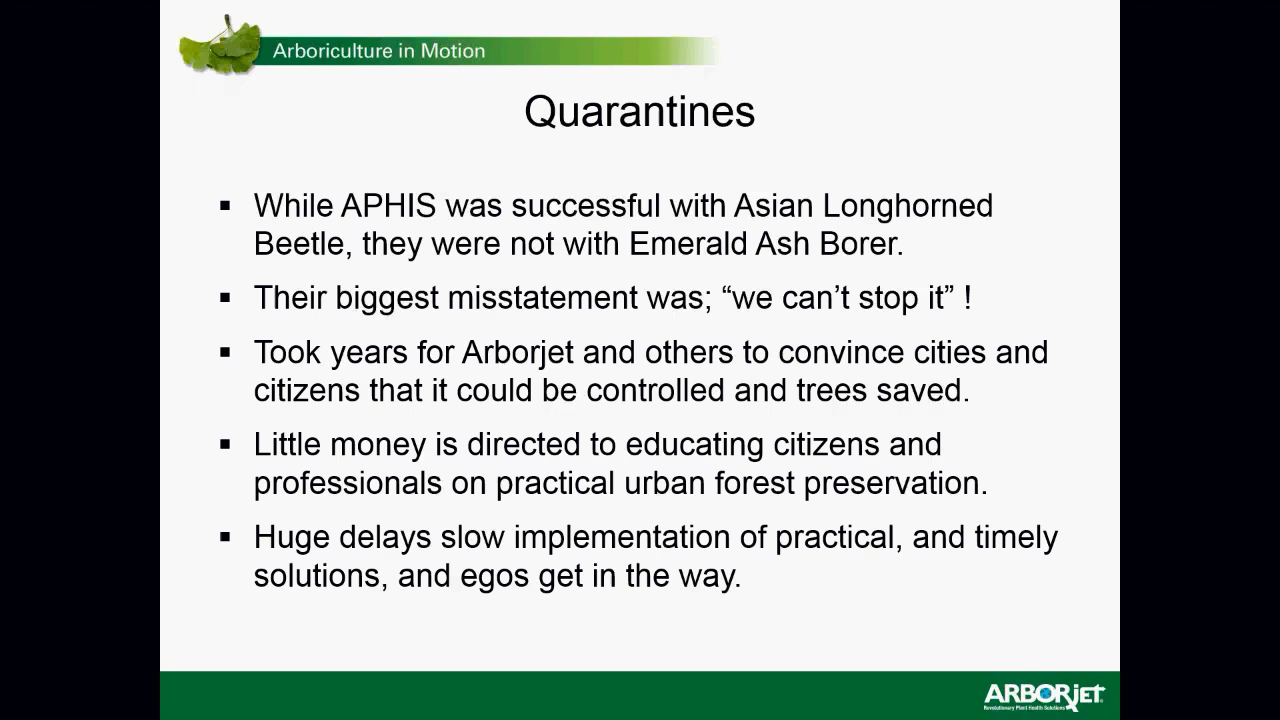 Arboriculture in Motion
Quarantines
▪ While APHIS was successful with Asian Longhorned
Beetle, they were not with Emerald Ash Borer.
▪ Their biggest misstatement was; “we can’t stop it” !
▪ Took years for Arborjet and others to convince cities and
citizens that it could be controlled and trees saved.
▪ Little money is directed to educating citizens and
professionals on practical urban forest preservation.
▪ Huge delays slow implementation of practical, and timely
solutions, and egos get in the way.
ARBORjet
Revolutionary Plant Health Solutions